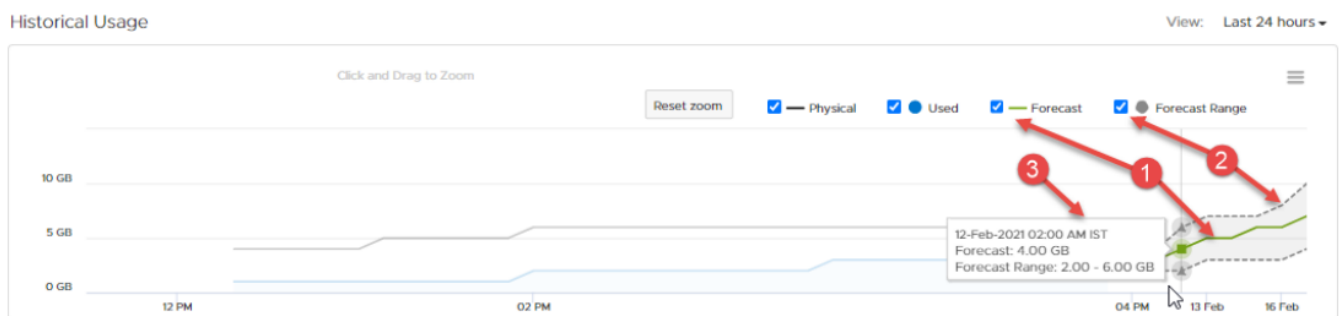 Historical Usage
View: Last 24 hours
Click and Drag to Zoom
Reset zoom
Physical
Used
Forecast
Forecast Range
3
1
2
10 GB
5 GB
0 GB
12-Feb-2021 02:00 AM IST
Forecast: 4.00 GB
Forecast Range: 2.00 - 6.00 GB
12 PM
02 PM
04 PM
13 Feb
16 Feb